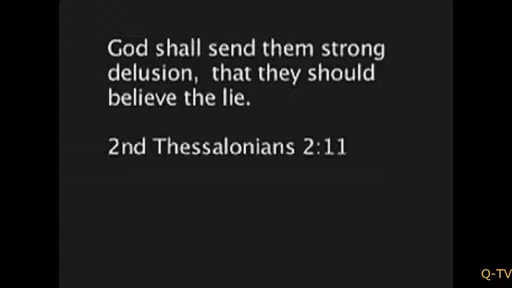 God shall send them strong
delusion, that they should
believe the lie.
2nd Thessalonians 2:11
Q-TV